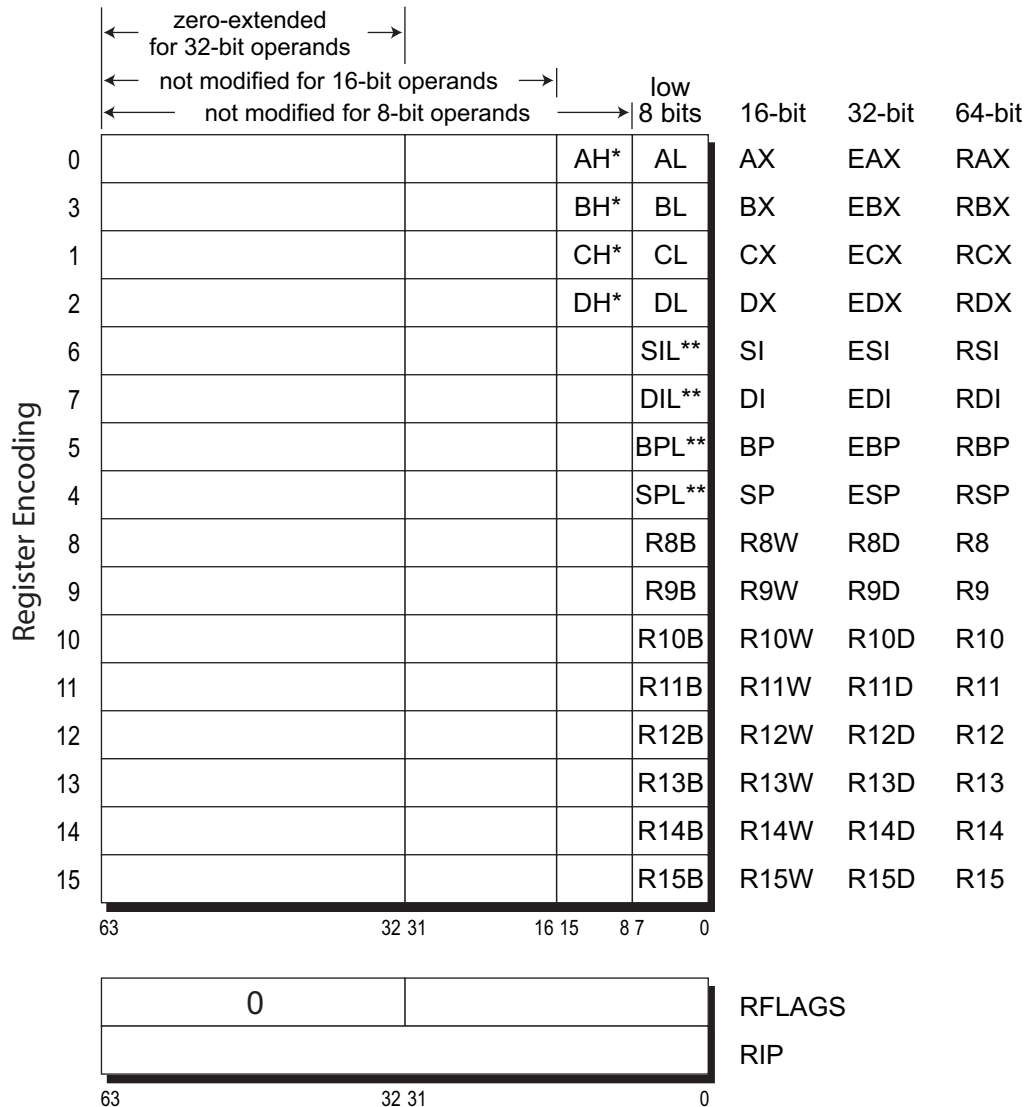 zero-extended
for 32-bit operands
not modified for 16-bit operands
low
not modified for 8-bit operands 8 bits 16-bit 32-bit 64-bit
0 AH* AL AX EAX RAX
3 BH* BL BX EBX RBX
1 CH* CL CX ECX RCX
2 DH* DL DX EDX RDX
6 SIL** SI ESI RSI
7 DIL** DI EDI RDI
5 BPL** BP EBP RBP
4 SPL** SP ESP RSP
8 R8B R8W R8D R8
9 R9B R9W R9D R9
10 R10B R10W R10D R10
11 R11B R11W R11D R11
12 R12B R12W R12D R12
13 R13B R13W R13D R13
14 R14B R14W R14D R14
15 R15B R15W R15D R15
Register Encoding
63 32 31 16 15 8 7 0
0 RFLAGS
RIP
63 32 31 0